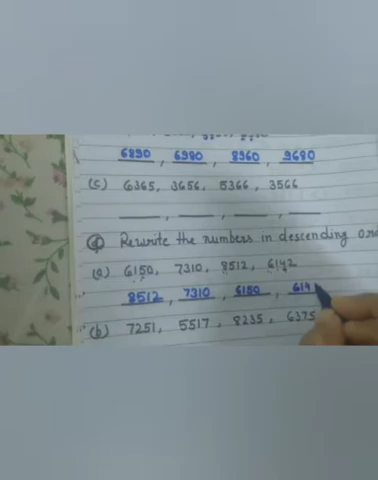 6890, 6980, 8960, 9680
(c) 6365, 3656, 5366, 3566
Rewrite the numbers in descending
(a) 6150, 7310, 8512, 6142
8512, 7310, 6150, 614
(b) 7251, 5517, 8235, 6375